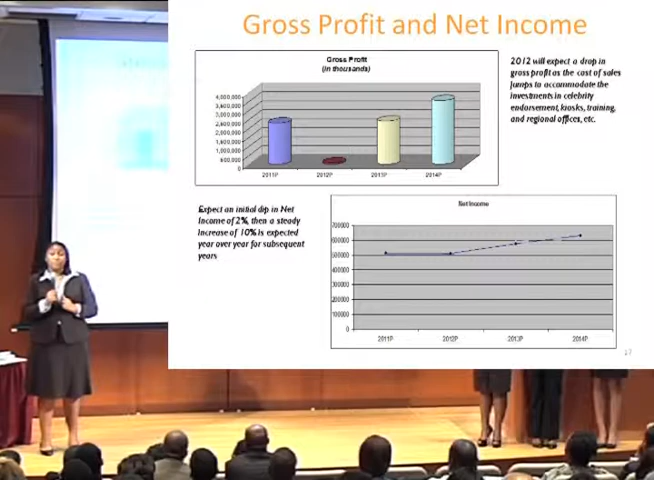 Gross Profit and Net Income
Gross Profit
(in thousands)
4,000,000
3,500,000
3,000,000
2,500,000
2,000,000
1,500,000
1,000,000
500,000
0
2011P 2012P 2013P 2014P
2012 will expect a drop in
gross profit as the cost of sales
jumps to accommodate the
investments in celebrity
endorsement, kiosks, training,
and regional offices, etc.
Expect an initial dip in Net
Income of 2%, then a steady
increase of 10% is expected
year over year for subsequent
years
Net Income
700000
600000
500000
400000
300000
200000
100000
0
2011P 2012P 2013P 2014P
17